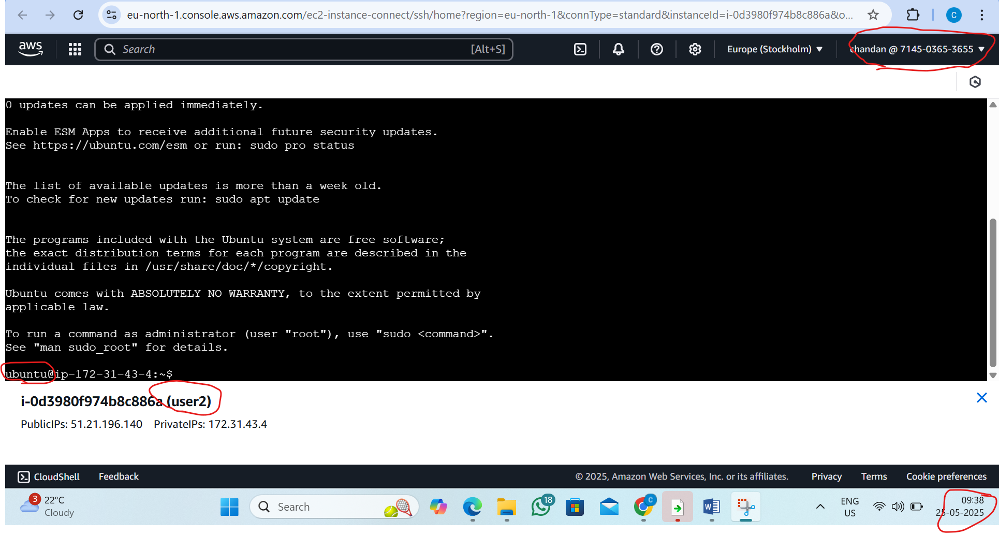 eu-north-1.console.aws.amazon.com/ec2-instance-connect/ssh/home?region=eu-north-1&connType=standard&instanceId=i-0d3980f974b8c886a&o...
C
aws
Search
[Alt+S]
Europe (Stockholm)
chandan @ 7145-0365-3655
0 updates can be applied immediately.
Enable ESM Apps to receive additional future security updates.
See https://ubuntu.com/esm or run: sudo pro status
The list of available updates is more than a week old.
To check for new updates run: sudo apt update
The programs included with the Ubuntu system are free software;
the exact distribution terms for each program are described in the
individual files in /usr/share/doc/*/copyright.
Ubuntu comes with ABSOLUTELY NO WARRANTY, to the extent permitted by
applicable law.
To run a command as administrator (user "root"), use "sudo <command>".
See "man sudo_root" for details.
ubuntu@ip-172-31-43-4:~$
i-0d3980f974b8c886a (user2)
PublicIPs: 51.21.196.140 PrivateIPs: 172.31.43.4
CloudShell Feedback © 2025, Amazon Web Services, Inc. or its affiliates. Privacy Terms Cookie preferences
3
22°C
Cloudy
Search
18
C
W
ENG
US
09:38
25-05-2025